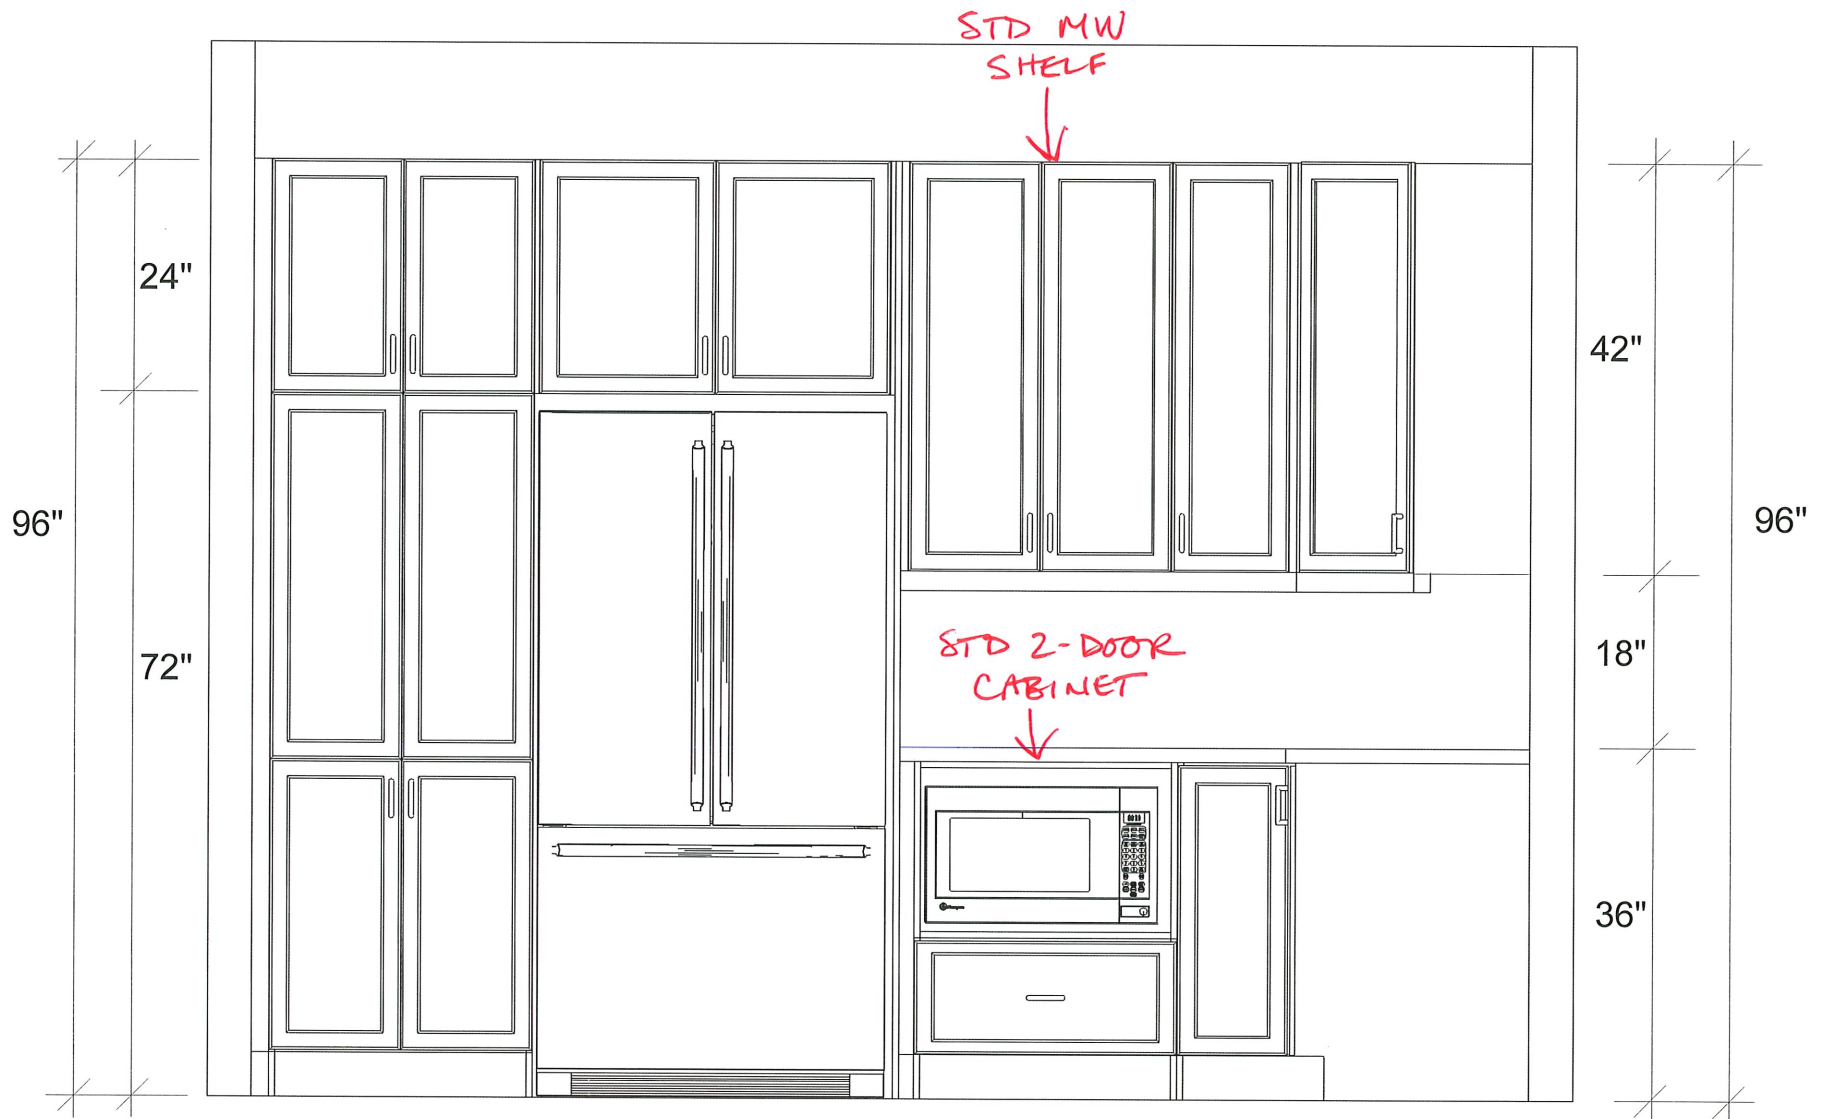 STD MW
SHELF
24"
42"
96"
96"
STD 2-DOOR
CABINET
18"
72"
36"